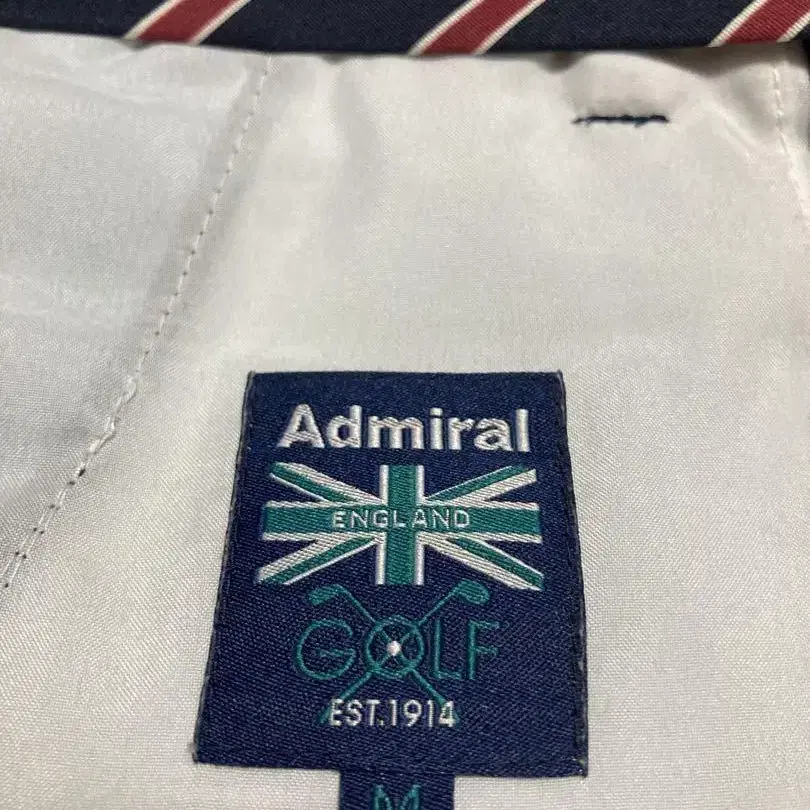 Admiral
ENGLAND
GOLF
EST.1914
M